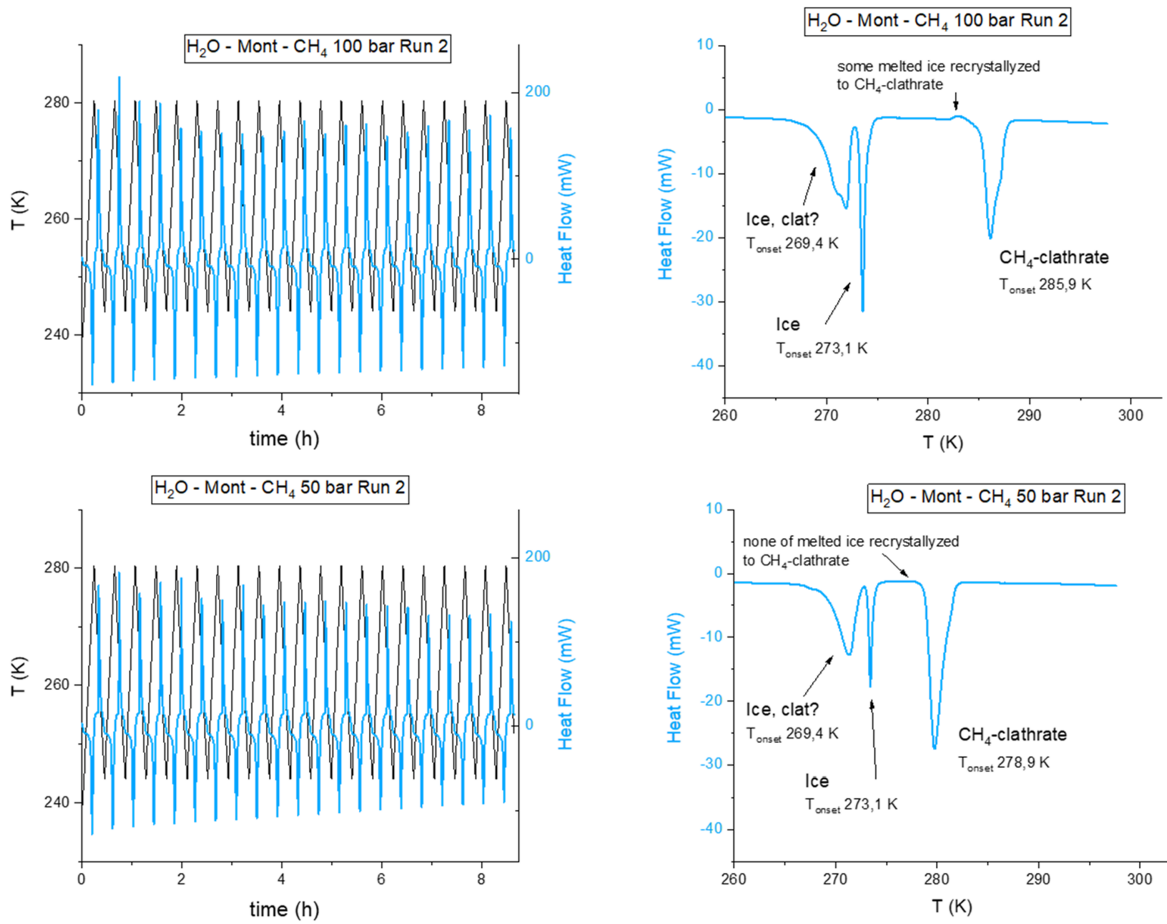 H₂O - Mont - CH₄ 100 bar Run 2
280
260
240
T (K)
200
0
Heat Flow (mW)
0 2 4 6 8
time (h)
H₂O - Mont - CH₄ 100 bar Run 2
10
0
-10
-20
-30
-40
Heat Flow (mW)
some melted ice recrystallyzed
to CH₄-clathrate
Ice, clat?
Tonset 269,4 K
Ice
Tonset 273,1 K
CH₄-clathrate
Tonset 285,9 K
260 270 280 290 300
T (K)
H₂O - Mont - CH₄ 50 bar Run 2
280
260
240
T (K)
200
0
Heat Flow (mW)
0 2 4 6 8
time (h)
H₂O - Mont - CH₄ 50 bar Run 2
10
0
-10
-20
-30
-40
Heat Flow (mW)
none of melted ice recrystallyzed
to CH₄-clathrate
Ice, clat?
Tonset 269,4 K
Ice
Tonset 273,1 K
CH₄-clathrate
Tonset 278,9 K
260 270 280 290 300
T (K)